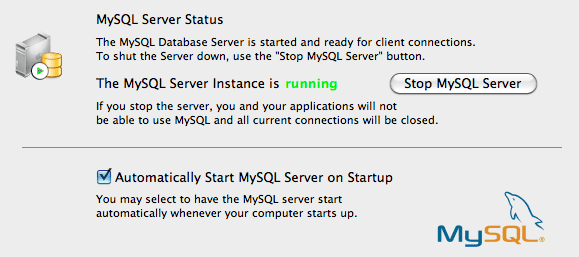 MySQL Server Status
The MySQL Database Server is started and ready for client connections.
To shut the Server down, use the "Stop MySQL Server" button.
The MySQL Server Instance is running
Stop MySQL Server
If you stop the server, you and your applications will not
be able to use MySQL and all current connections will be closed.
Automatically Start MySQL Server on Startup
You may select to have the MySQL server start
automatically whenever your computer starts up.
MySQL®